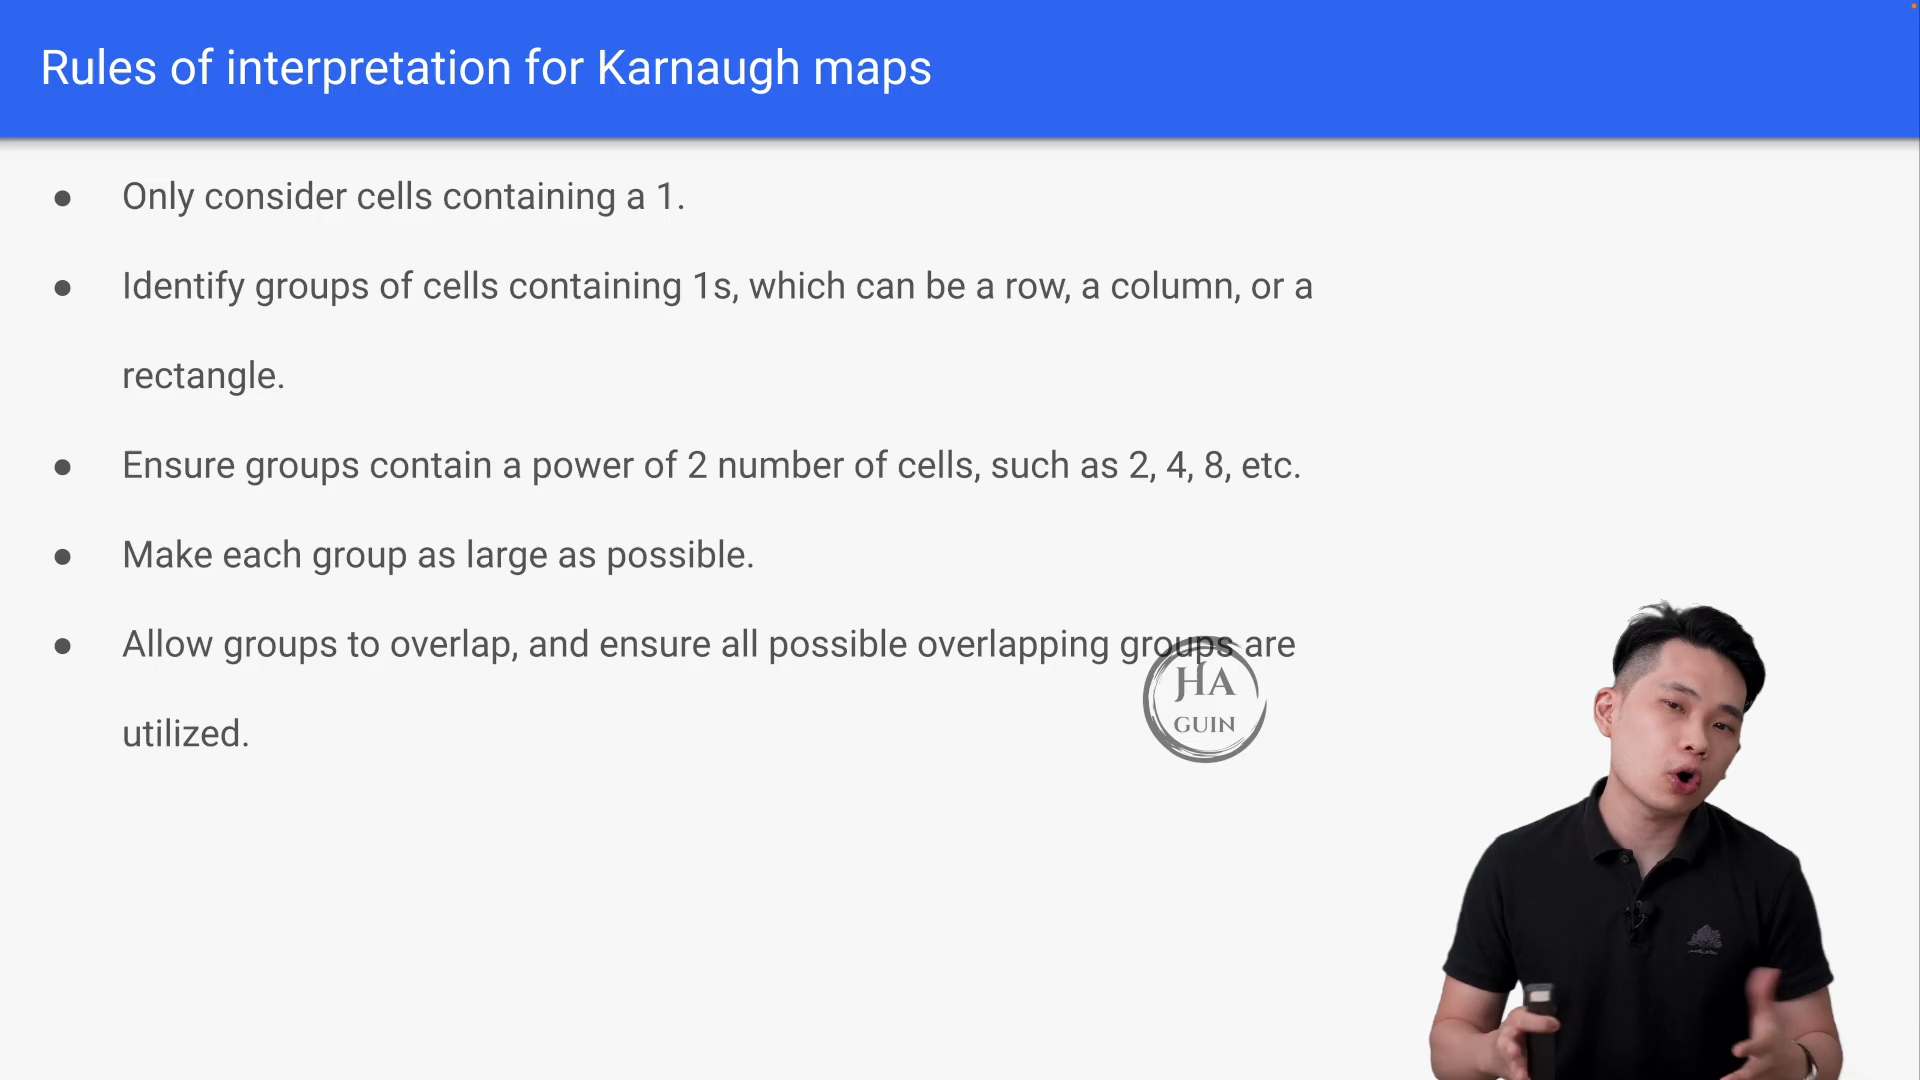 Rules of interpretation for Karnaugh maps
● Only consider cells containing a 1.
● Identify groups of cells containing 1s, which can be a row, a column, or a
rectangle.
● Ensure groups contain a power of 2 number of cells, such as 2, 4, 8, etc.
● Make each group as large as possible.
● Allow groups to overlap, and ensure all possible overlapping groups are
utilized.
HA
GUIN